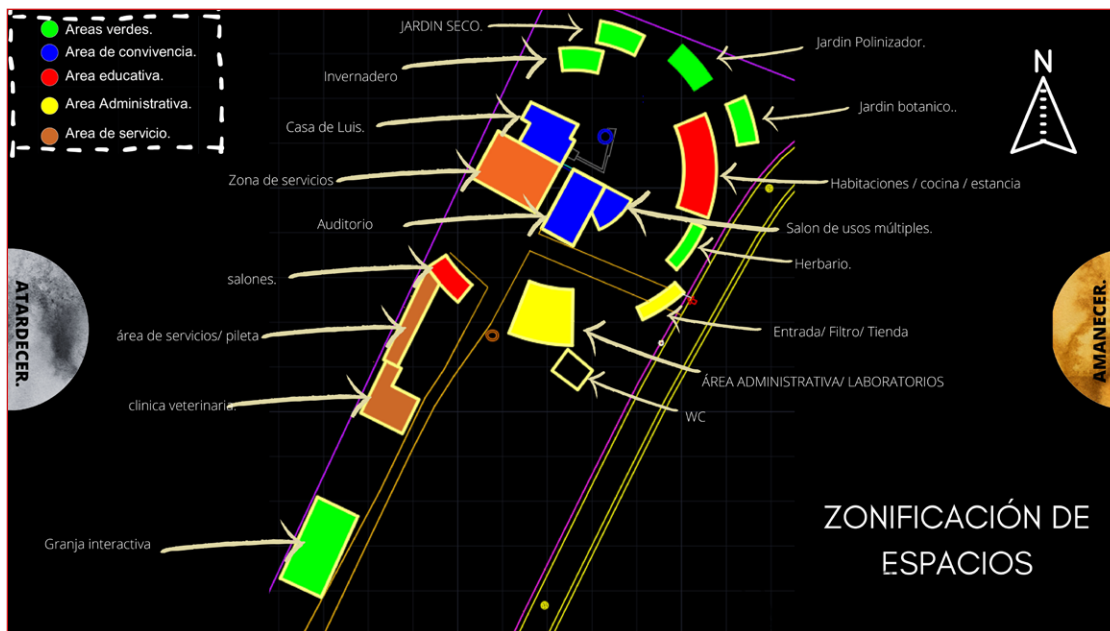 Areas verdes.
Area de convivencia.
Area educativa.
Area Administrativa.
Area de servicio.
JARDIN SECO.
Invernadero
Casa de Luis.
Zona de servicios
Auditorio
salones.
área de servicios/ pileta
clinica veterinaria.
Granja interactiva
Jardin Polinizador.
Jardin botanico..
Habitaciones / cocina / estancia
Salon de usos múltiples.
Herbario.
Entrada/ Filtro/ Tienda
ÁREA ADMINISTRATIVA/ LABORATORIOS
WC
N
ATARDECER.
AMANECER.
ZONIFICACIÓN DE
ESPACIOS